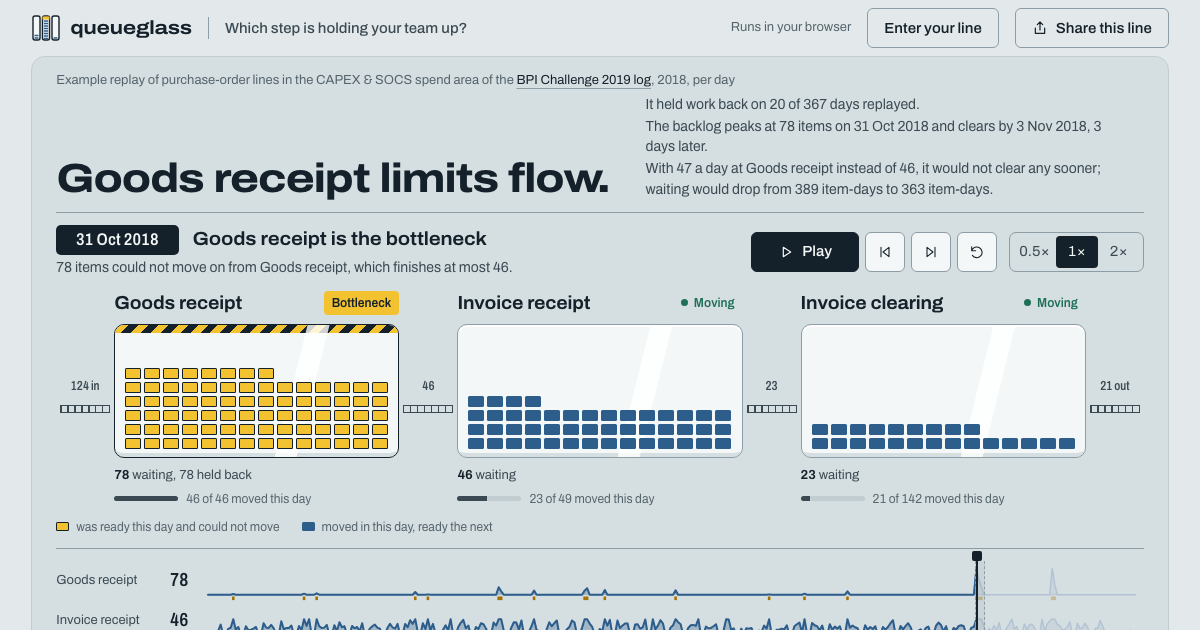 queueglass
Which step is holding your team up?
Runs in your browser
Enter your line
Share this line
Example replay of purchase-order lines in the CAPEX & SOCS spend area of the BPI Challenge 2019 log, 2018, per day
Goods receipt limits flow.
It held work back on 20 of 367 days replayed.
The backlog peaks at 78 items on 31 Oct 2018 and clears by 3 Nov 2018, 3
days later.
With 47 a day at Goods receipt instead of 46, it would not clear any sooner;
waiting would drop from 389 item-days to 363 item-days.
31 Oct 2018
Goods receipt is the bottleneck
78 items could not move on from Goods receipt, which finishes at most 46.
Play
0.5×
1×
2×
Goods receipt
Bottleneck
Invoice receipt
Moving
Invoice clearing
Moving
124 in
46
23
21 out
78 waiting, 78 held back
46 waiting
23 waiting
46 of 46 moved this day
23 of 49 moved this day
21 of 142 moved this day
was ready this day and could not move
moved in this day, ready the next
Goods receipt
78
Invoice receipt
46